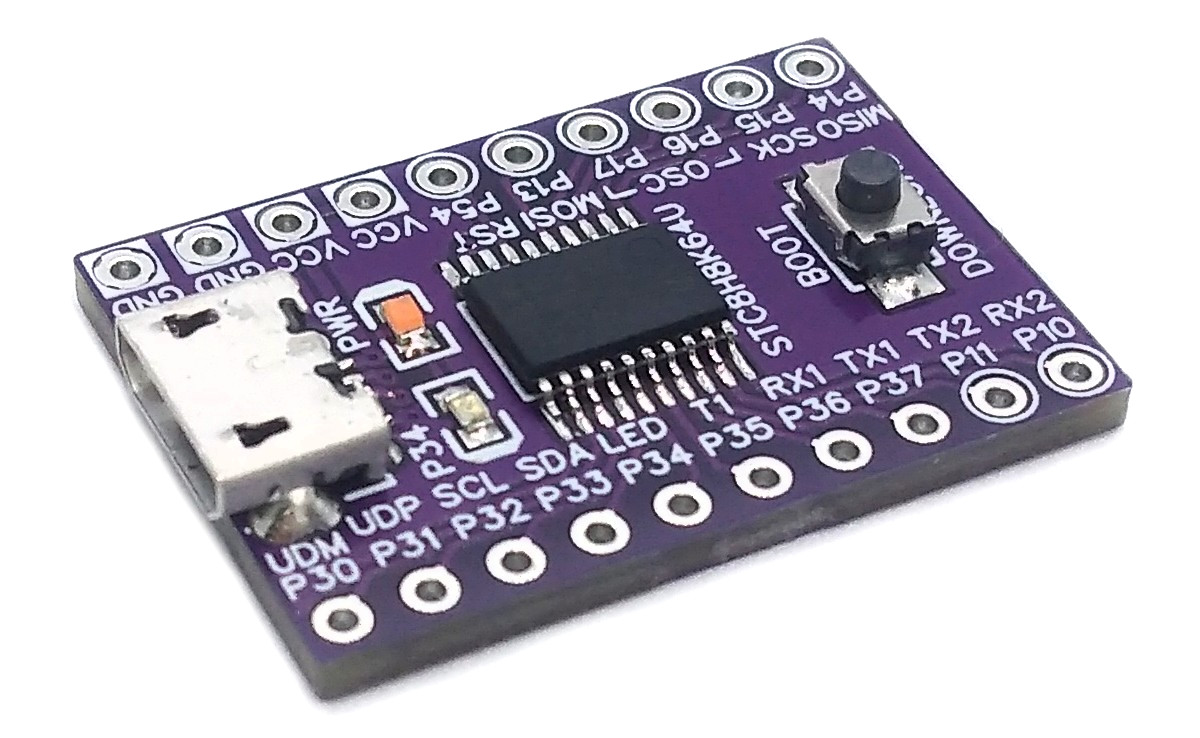 GND GND VCC VCC P54 P13 P17 P16 P15 P14
RST MOSI OSC SCK MISO
PWR
P34
STC8H8K64U
BOOT
UDM UDP SCL SDA LED T1 RX1 TX1 TX2 RX2
P30 P31 P32 P33 P34 P35 P36 P37 P11 P10